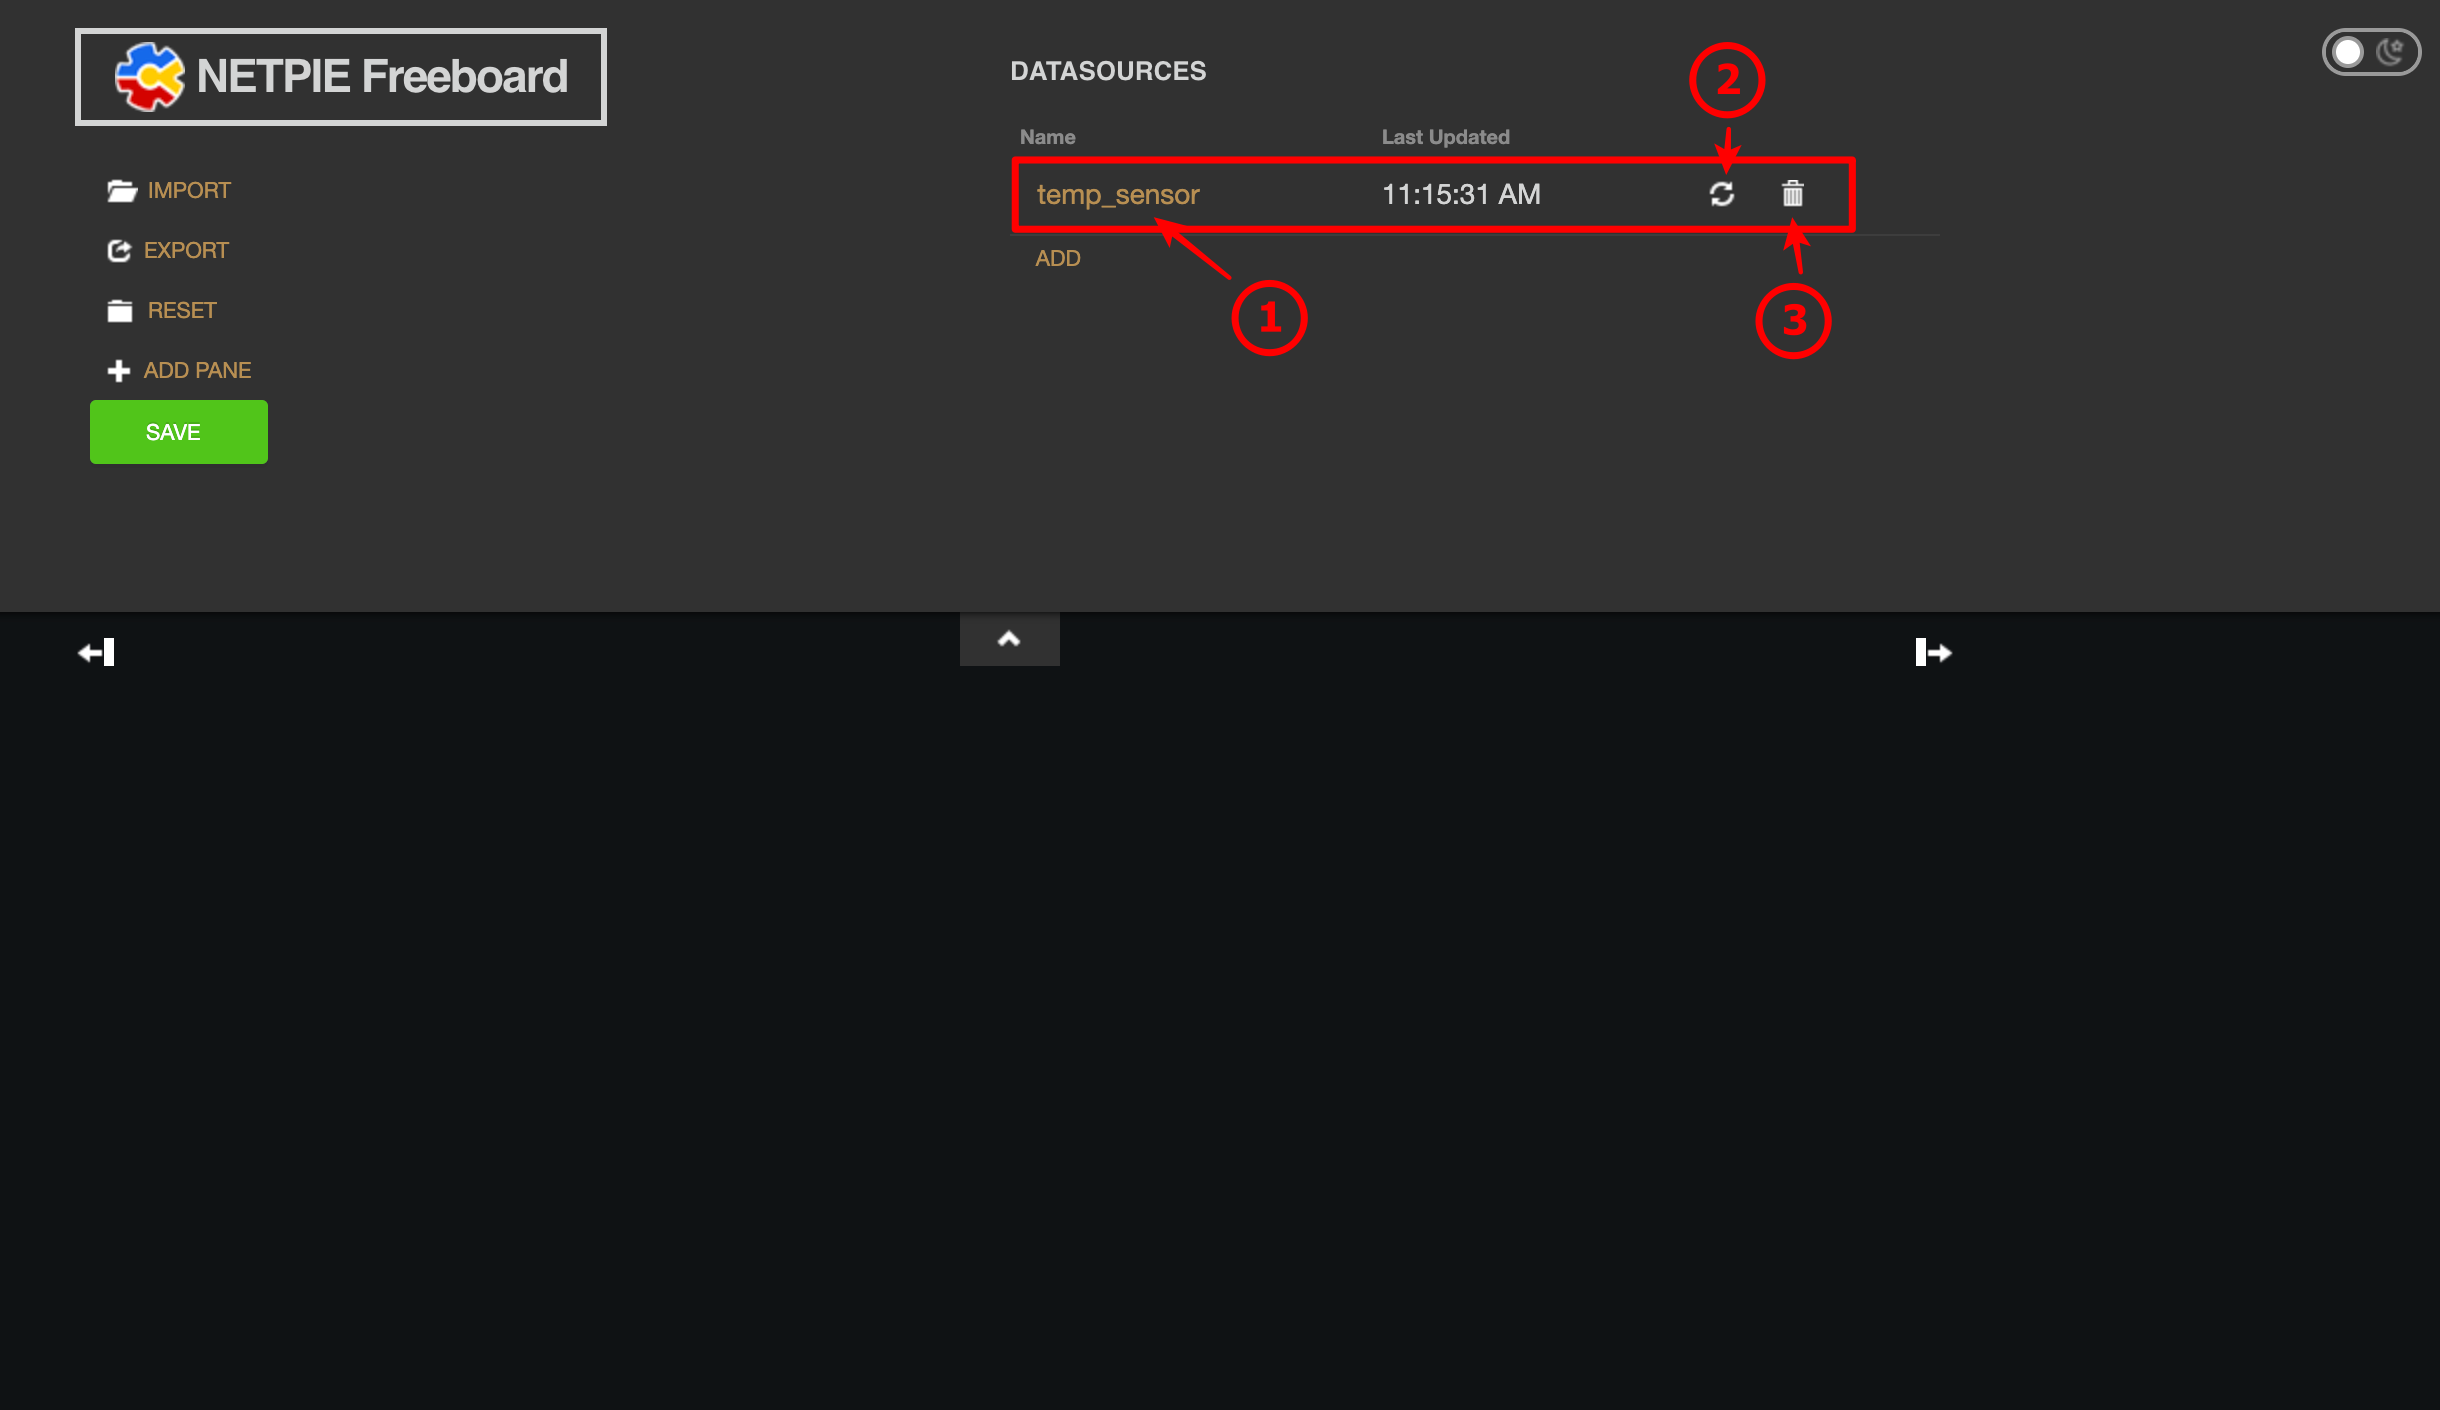 NETPIE Freeboard
IMPORT
EXPORT
RESET
ADD PANE
SAVE
DATASOURCES
Name Last Updated
temp_sensor 11:15:31 AM
ADD
1
2
3